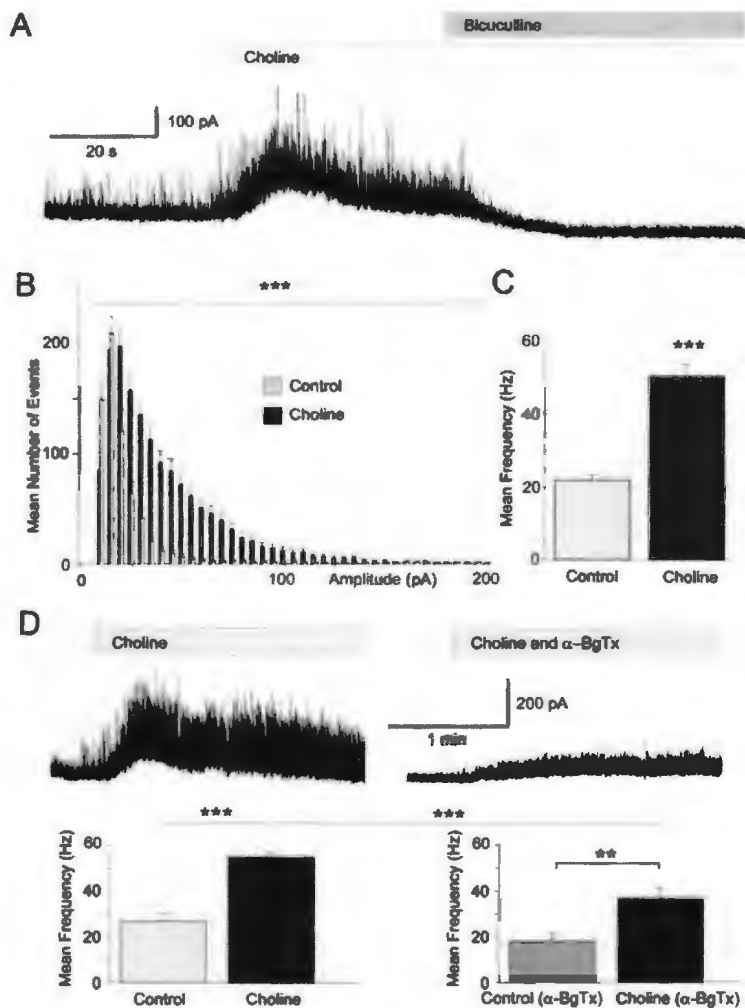 A
Bicuculline
Choline
100 pA
20 s
B
***
200
100
0
Mean Number of Events
Control
Choline
0
100
Amplitude (pA)
200
C
60
40
20
0
Mean Frequency (Hz)
***
Control
Choline
D
Choline
Choline and α–BgTx
200 pA
1 min
***
***
60
40
20
0
Mean Frequency (Hz)
Control
Choline
60
40
20
0
Mean Frequency (Hz)
**
Control (α-BgTx)
Choline (α-BgTx)